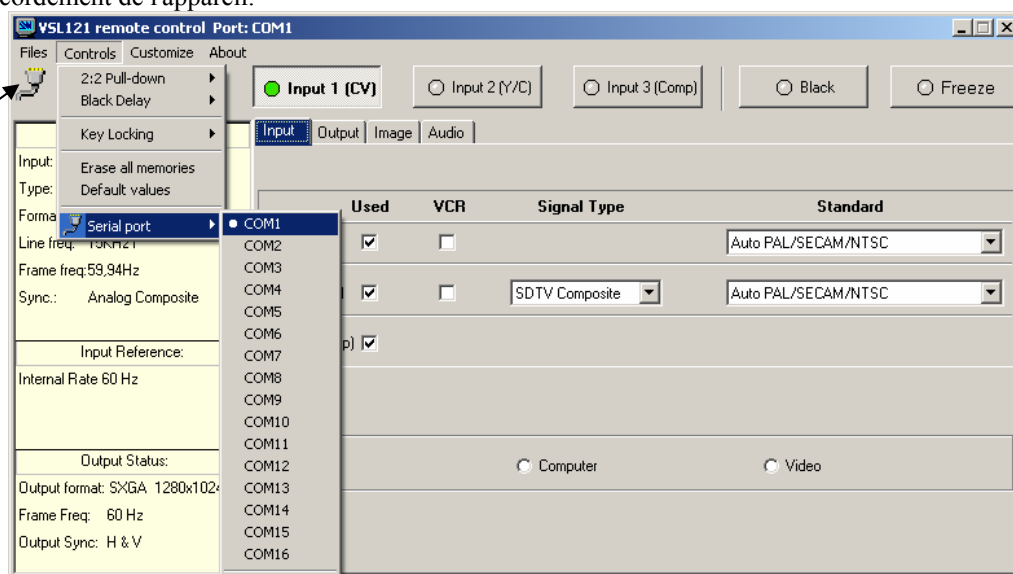 cordement de l'appareil.
VSL121 remote control Port: COM1
Files Controls Customize About
2:2 Pull-down
Black Delay
Key Locking
Erase all memories
Default values
Serial port
Input 1 (CV) Input 2 (Y/C) Input 3 (Comp) Black Freeze
Input Output Image Audio
Input:
Type:
Forma
Line freq:
Frame freq:59,94Hz
Sync.: Analog Composite
Input Reference:
Internal Rate 60 Hz
Output Status:
Output format: SXGA 1280x1024
Frame Freq: 60 Hz
Output Sync: H & V
COM1
COM2
COM3
COM4
COM5
COM6
COM7
COM8
COM9
COM10
COM11
COM12
COM13
COM14
COM15
COM16
Used VCR Signal Type Standard
Auto PAL/SECAM/NTSC
SDTV Composite Auto PAL/SECAM/NTSC
p)
Computer Video